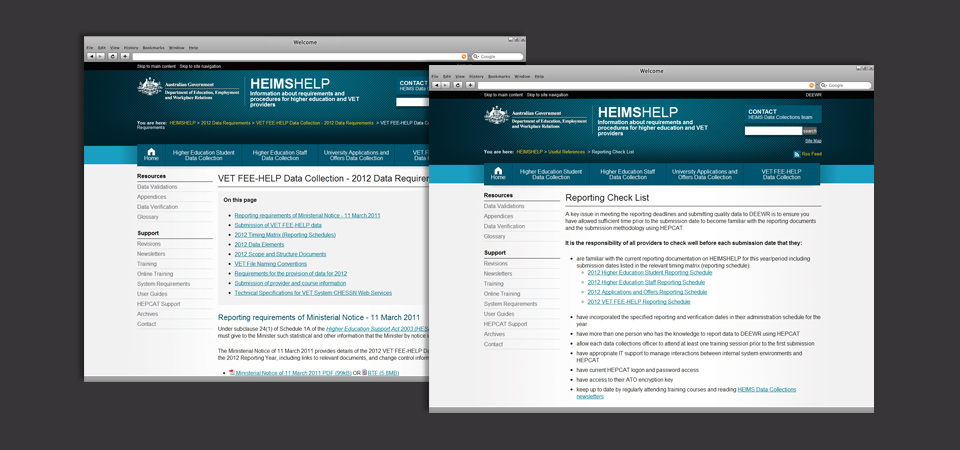 Welcome
File Edit View History Bookmarks Window Help
Google
Skip to main content Skip to site navigation
Australian Government
Department of Education, Employment
and Workplace Relations
HEIMSHELP
Information about requirements and
procedures for higher education and VET
providers
CONTACT
HEIMS Data
You are here: HEIMSHELP > 2012 Data Requirements > VET FEE-HELP Data Collection - 2012 Data Requirements > VET FEE-HELP Data
Requirements
Home
Higher Education Student
Data Collection
Higher Education Staff
Data Collection
University Applications and
Offers Data Collection
VET F
Data
Resources
Data Validations
Appendices
Data Verification
Glossary
Support
Revisions
Newsletters
Training
Online Training
System Requirements
User Guides
HEPCAT Support
Archives
Contact
VET FEE-HELP Data Collection - 2012 Data Requirem
On this page
Reporting requirements of Ministerial Notice - 11 March 2011
Submission of VET FEE-HELP data
2012 Timing Matrix (Reporting Schedules)
2012 Data Elements
2012 Scope and Structure Documents
VET File Naming Conventions
Requirements for the provision of data for 2012
Submission of provider and course information
Technical Specifications for VET System CHESSN Web Services
Reporting requirements of Ministerial Notice - 11 March 2011
Under subclause 24(1) of Schedule 1A of the Higher Education Support Act 2003 (HES
must give to the Minister such statistical and other information that the Minister by notice i
The Ministerial Notice of 11 March 2011 provides details of the 2012 VET FEE-HELP Da
the 2012 Reporting Year, including links to relevant documents, and change control inform
Ministerial Notice of 11 March 2011 PDF (99kB) OR RTF (5.8MB)
Welcome
File Edit View History Bookmarks Window Help
Google
Skip to main content Skip to site navigation
DEEWR
Australian Government
Department of Education, Employment
and Workplace Relations
HEIMSHELP
Information about requirements and
procedures for higher education and VET
providers
CONTACT
HEIMS Data Collections team
search
Site Map
You are here: HEIMSHELP > Useful References > Reporting Check List
Rss Feed
Home
Higher Education Student
Data Collection
Higher Education Staff
Data Collection
University Applications and
Offers Data Collection
VET FEE-HELP
Data Collection
Resources
Data Validations
Appendices
Data Verification
Glossary
Support
Revisions
Newsletters
Training
Online Training
System Requirements
User Guides
HEPCAT Support
Archives
Contact
Reporting Check List
A key issue in meeting the reporting deadlines and submitting quality data to DEEWR is to ensure you
have allowed sufficient time prior to the submission date to become familiar with the reporting documents
and the submission methodology using HEPCAT
It is the responsibility of all providers to check well before each submission date that they:
are familiar with the current reporting documentation on HEIMSHELP for this year/period including
submission dates listed in the relevant timing matrix (reporting schedule):
2012 Higher Education Student Reporting Schedule
2012 Higher Education Staff Reporting Schedule
2012 Applications and Offers Reporting Schedule
2012 VET FEE-HELP Reporting Schedule
have incorporated the specified reporting and verification dates in their administration schedule for the
year
have more than one person who has the knowledge to report data to DEEWR using HEPCAT
allow each data collections officer to attend at least one training session prior to the first submission
have appropriate IT support to manage interactions between internal system environments and
HEPCAT
have current HEPCAT logon and password access
have access to their ATO encryption key
keep up to date by regularly attending training courses and reading HEIMS Data Collections
newsletters.